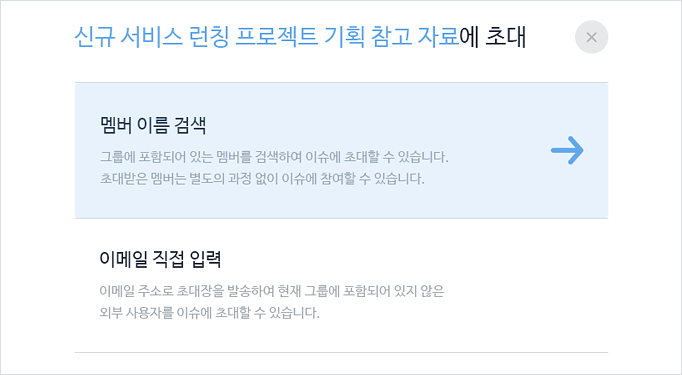 신규 서비스 런칭 프로젝트 기획 참고 자료에 초대
멤버 이름 검색
그룹에 포함되어 있는 멤버를 검색하여 이슈에 초대할 수 있습니다.
초대받은 멤버는 별도의 과정 없이 이슈에 참여할 수 있습니다.
이메일 직접 입력
이메일 주소로 초대장을 발송하여 현재 그룹에 포함되어 있지 않은
외부 사용자를 이슈에 초대할 수 있습니다.